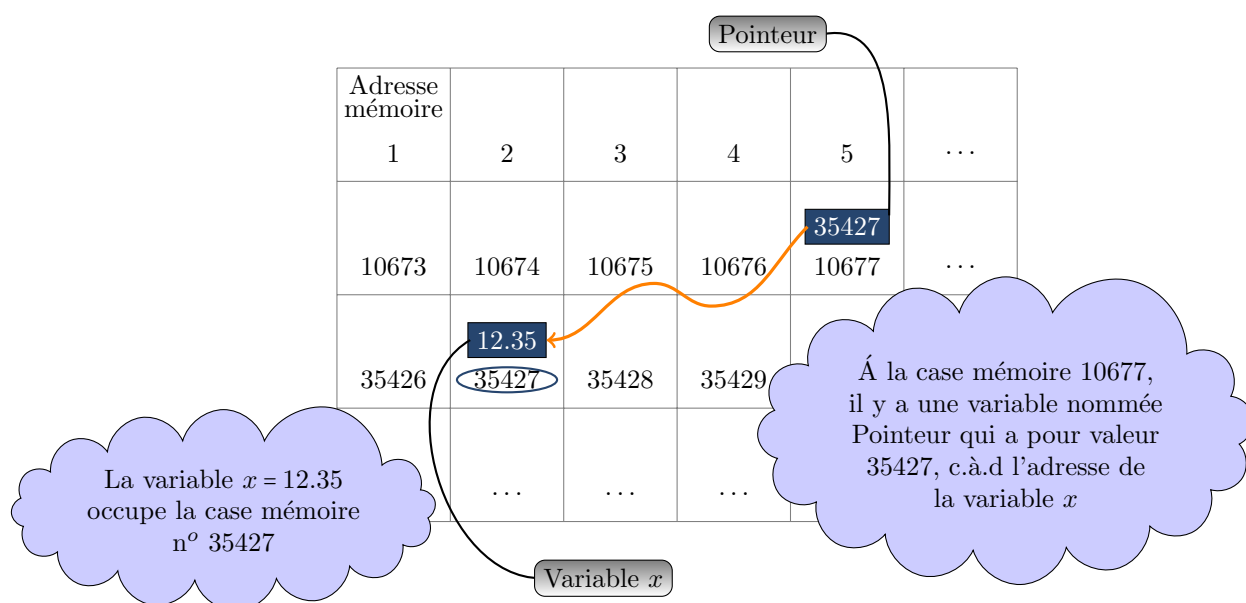 Pointeur
Adresse
mémoire
1 2 3 4 5 ...
35427
10673 10674 10675 10676 10677 ...
12.35
35426 35427 35428 35429
Á la case mémoire 10677,
il y a une variable nommée
Pointeur qui a pour valeur
35427, c.à.d l'adresse de
la variable x
La variable x = 12.35
occupe la case mémoire
nº 35427
... ... ...
Variable x